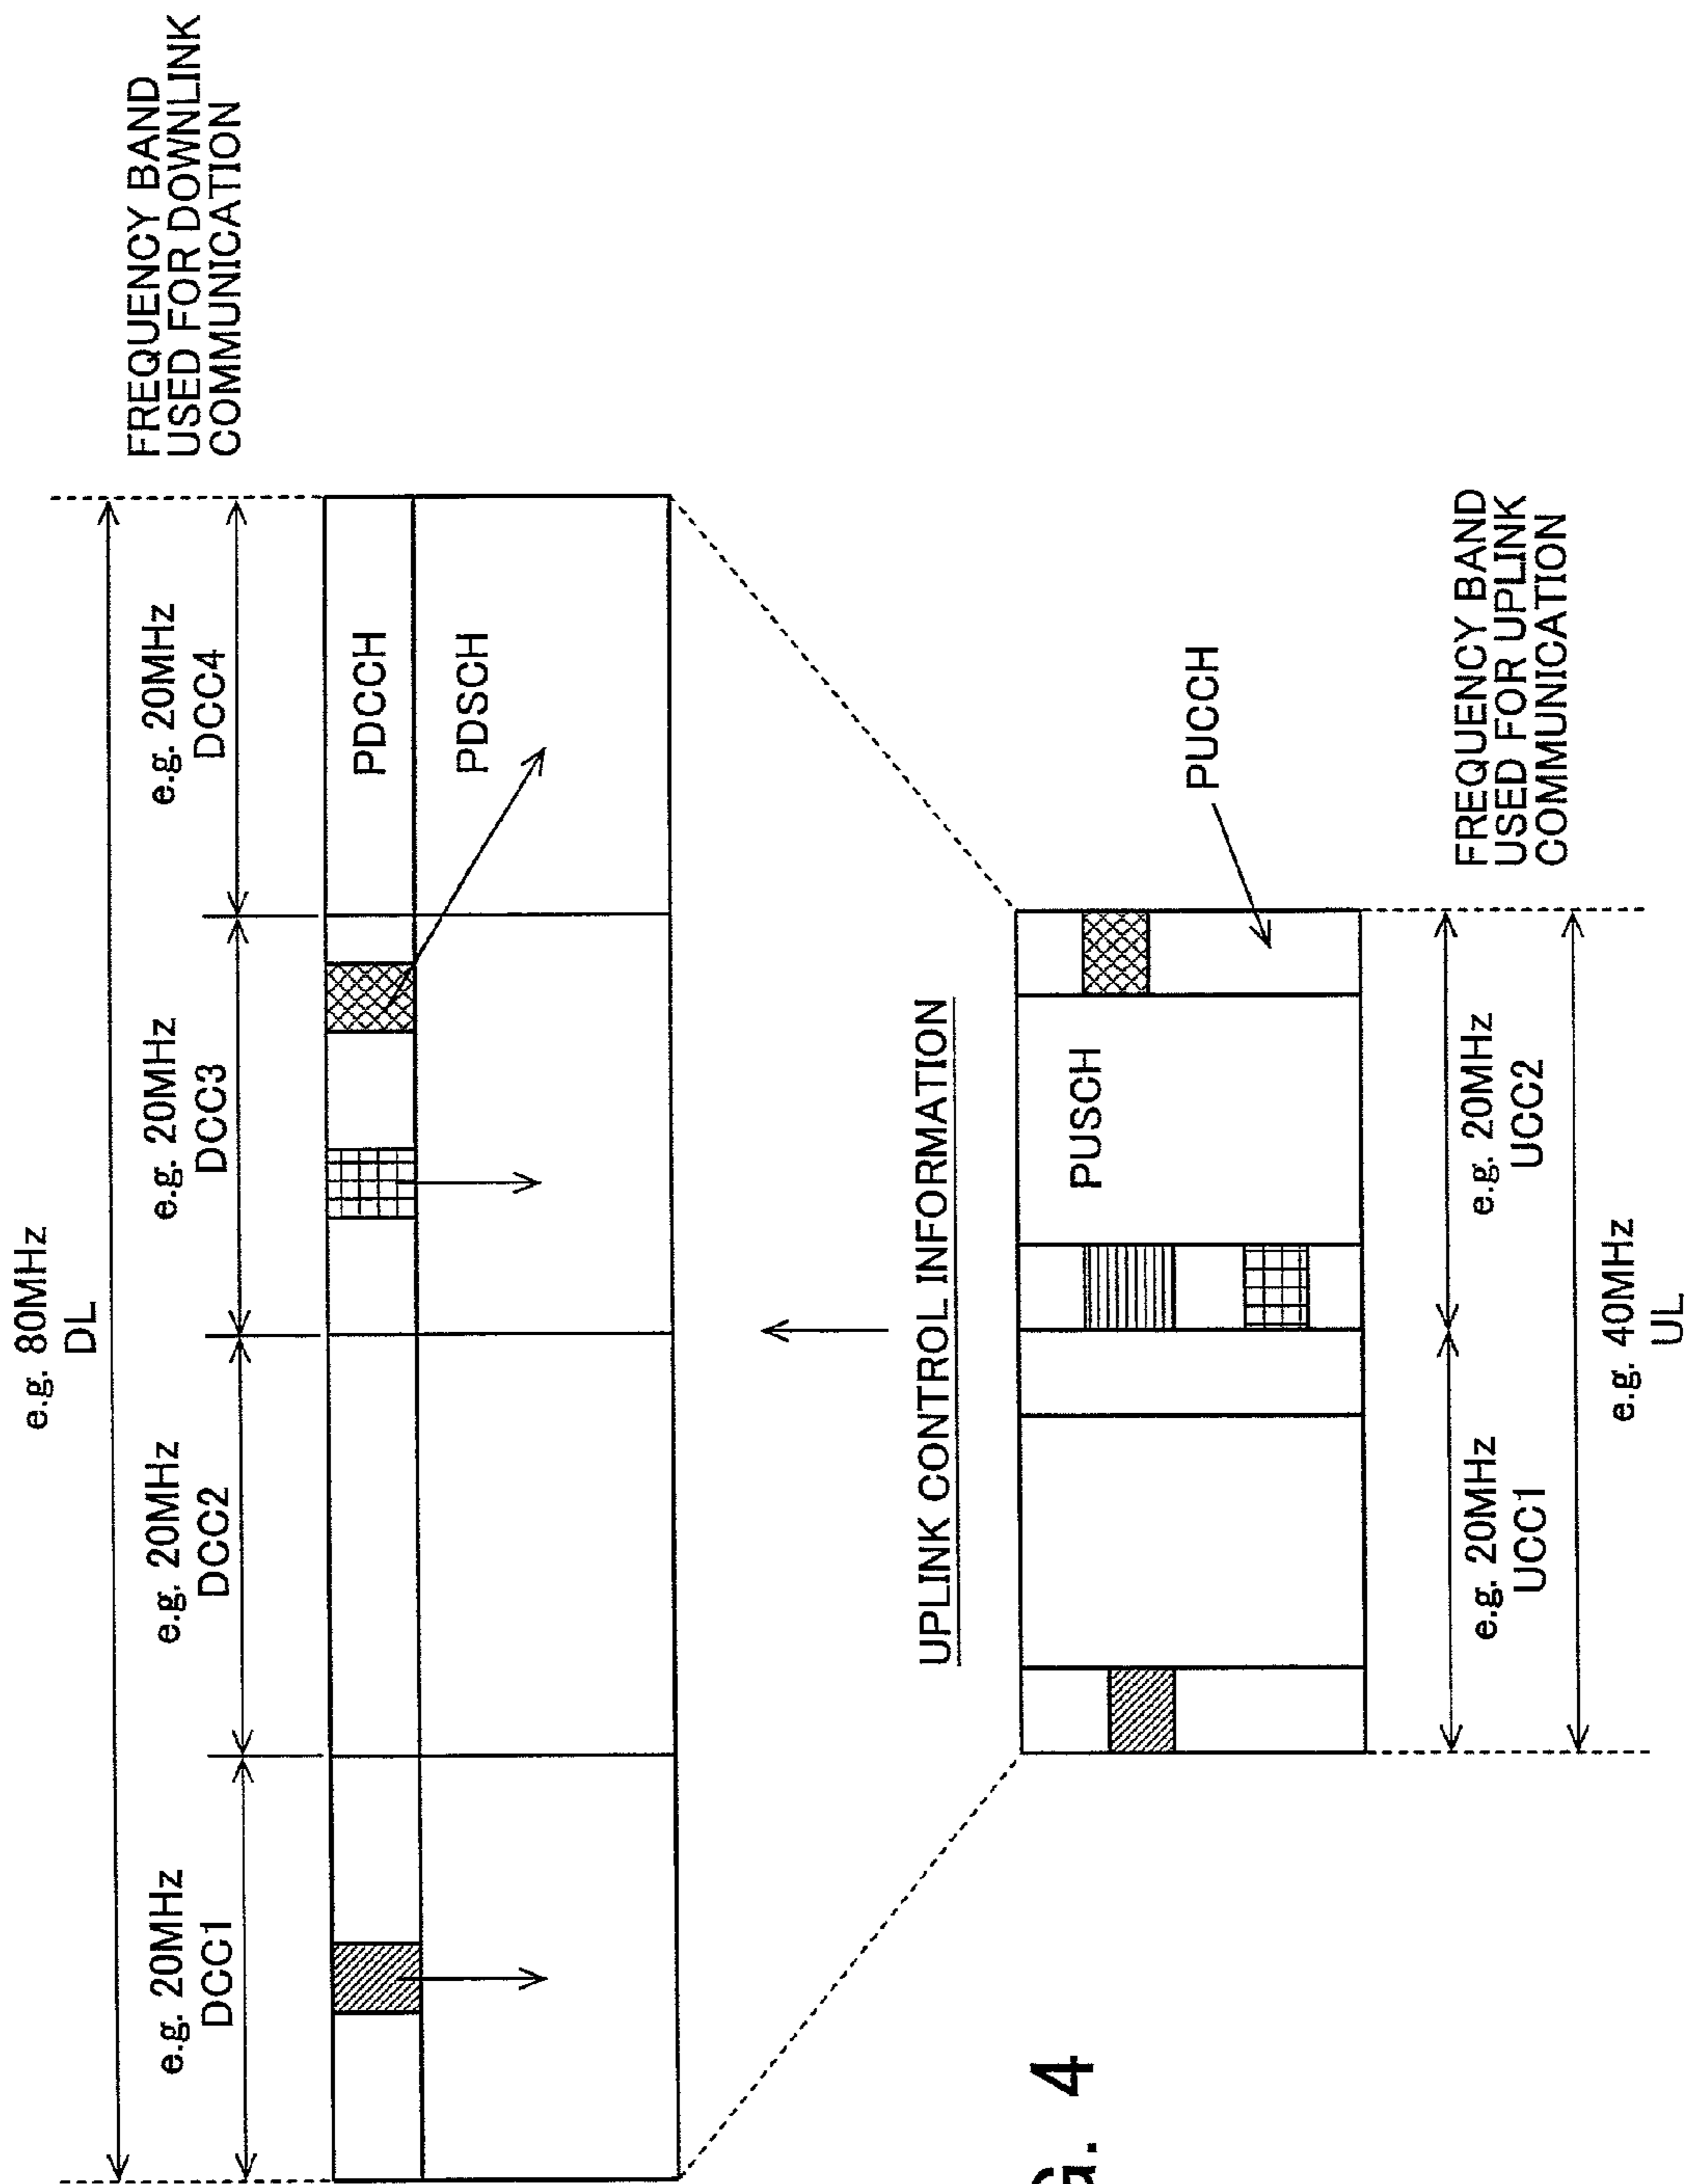 e.g. 80MHz
DL
e.g. 20MHz
DCC1
e.g. 20MHz
DCC2
e.g. 20MHz
DCC3
e.g. 20MHz
DCC4
FREQUENCY BAND
USED FOR DOWNLINK
COMMUNICATION
PDCCH
PDSCH
UPLINK CONTROL INFORMATION
PUSCH
PUCCH
e.g. 20MHz
UCC1
e.g. 20MHz
UCC2
FREQUENCY BAND
USED FOR UPLINK
COMMUNICATION
e.g. 40MHz
UL
G. 4